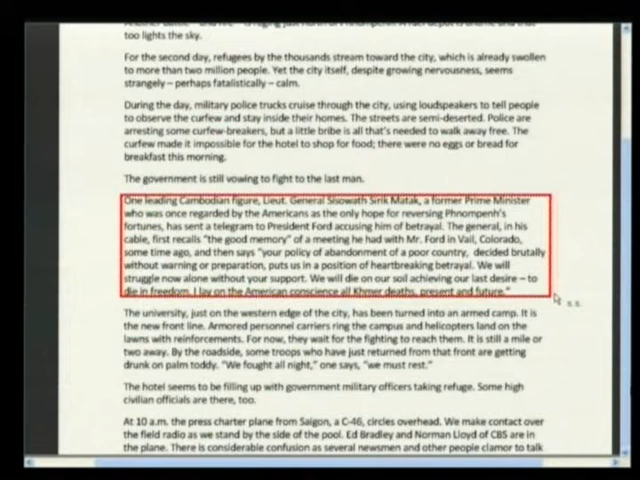 too lights the sky.
For the second day, refugees by the thousands stream toward the city, which is already swollen
to more than two million people. Yet the city itself, despite growing nervousness, seems
strangely – perhaps fatalistically – calm.
During the day, military police trucks cruise through the city, using loudspeakers to tell people
to observe the curfew and stay inside their homes. The streets are semi-deserted. Police are
arresting some curfew-breakers, but a little bribe is all that's needed to walk away free. The
curfew made it impossible for the hotel to shop for food; there were no eggs or bread for
breakfast this morning.
The government is still vowing to fight to the last man.
One leading Cambodian figure, Lieut. General Sisowath Sirik Matak, a former Prime Minister
who was once regarded by the Americans as the only hope for reversing Phnompenh's
fortunes, has sent a telegram to President Ford accusing him of betrayal. The general, in his
cable, first recalls "the good memory" of a meeting he had with Mr. Ford in Vail, Colorado,
some time ago, and then says "your policy of abandonment of a poor country, decided brutally
without warning or preparation, puts us in a position of heartbreaking betrayal. We will
struggle now alone without your support. We will die on our soil achieving our last desire – to
die in freedom. I lay on the American conscience all Khmer deaths, present and future."
The university, just on the western edge of the city, has been turned into an armed camp. It is
the new front line. Armored personnel carriers ring the campus and helicopters land on the
lawns with reinforcements. For now, they wait for the fighting to reach them. It is still a mile or
two away. By the roadside, some troops who have just returned from that front are getting
drunk on palm toddy. "We fought all night," one says, "we must rest."
The hotel seems to be filling up with government military officers taking refuge. Some high
civilian officials are there, too.
At 10 a.m. the press charter plane from Saigon, a C-46, circles overhead. We make contact over
the field radio as we stand by the side of the pool. Ed Bradley and Norman Lloyd of CBS are in
the plane. There is considerable confusion as several newsmen and other people clamor to talk